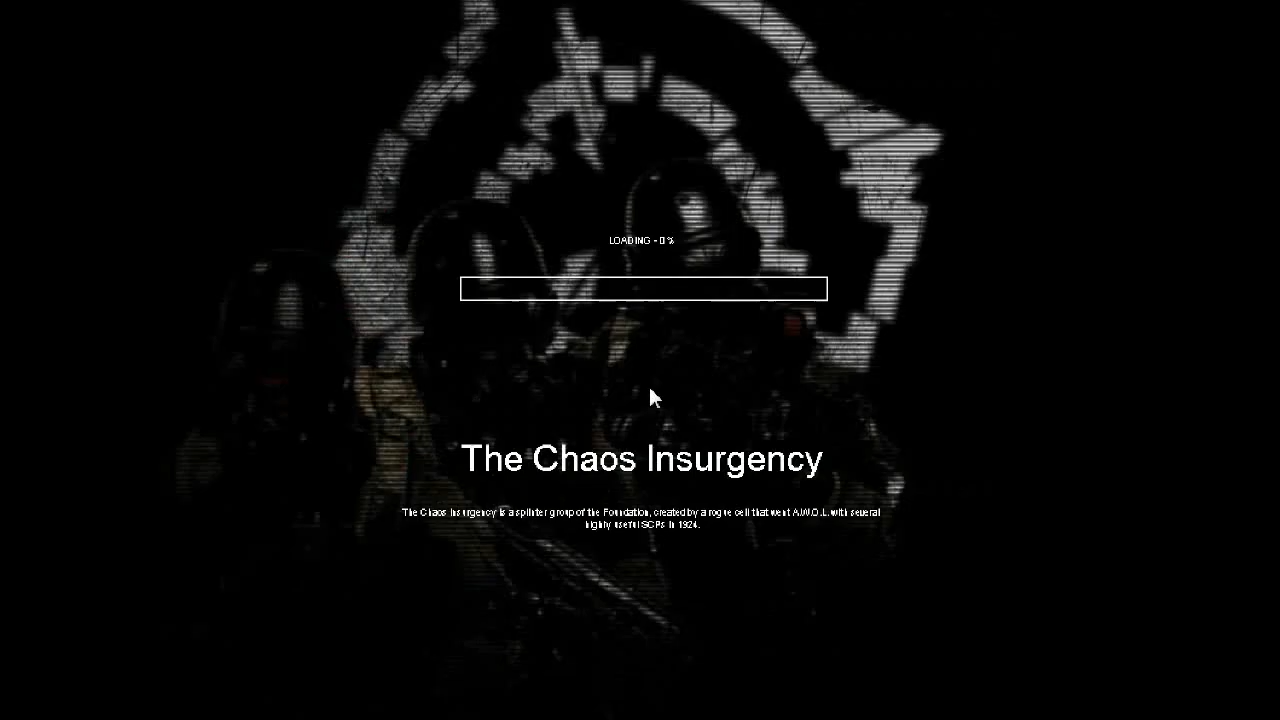 LOADING - 0 %
The Chaos Insurgency
The Chaos Insurgency is a splinter group of the Foundation, created by a rogue cell that went A.W.O.L. with several
highly useful SCPs in 1924.